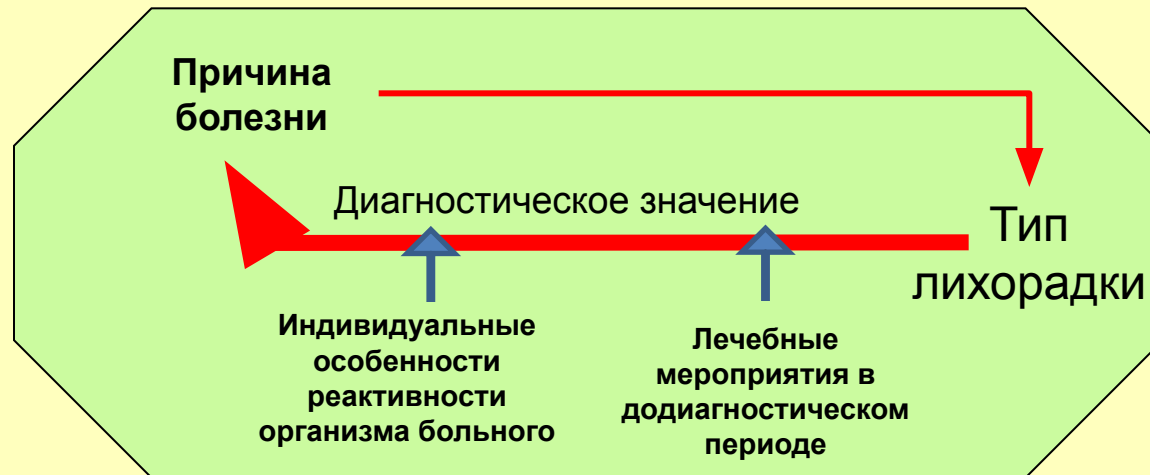 Причина
болезни
Диагностическое значение
Тип
лихорадки
Индивидуальные
особенности
реактивности
организма больного
Лечебные
мероприятия в
додиагностическом
периоде